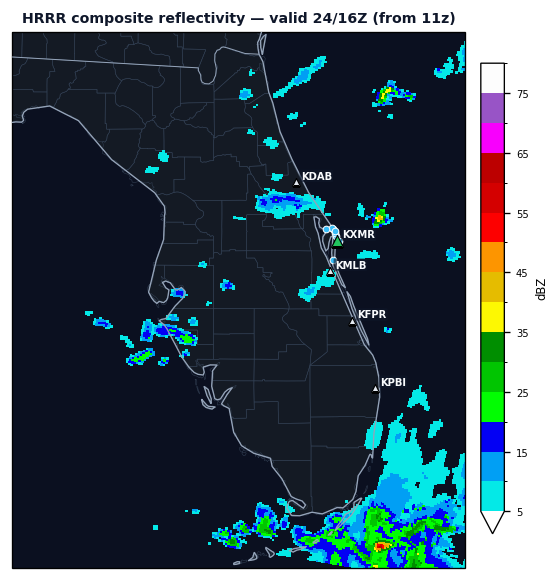 HRRR composite reflectivity — valid 24/16Z (from 11z)
75
65
55
45
35
25
15
5
dBZ
KDAB
KXMR
KMLB
KFPR
KPBI